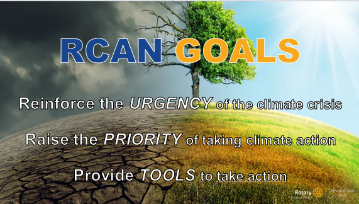 RCAN GOALS
Reinforce the URGENCY of the climate crisis
Raise the PRIORITY of taking climate action
Provide TOOLS to take action
Rotary